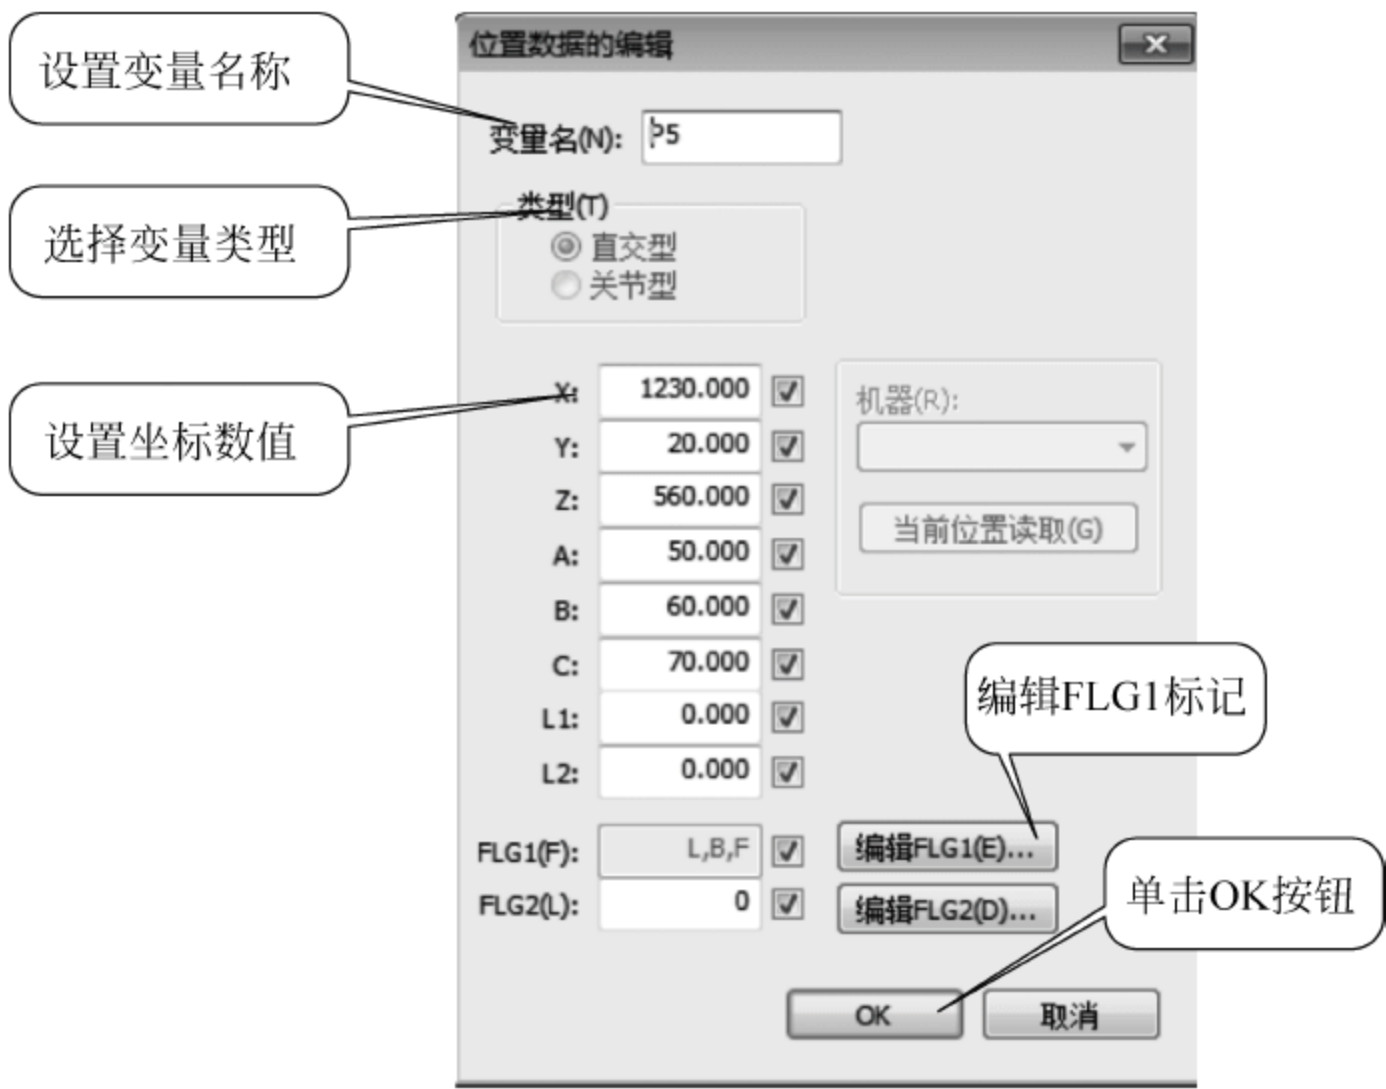 设置变量名称
位置数据的编辑
变量名(N): P5
选择变量类型
类型(T)
直交型
关节型
设置坐标数值
X: 1230.000
Y: 20.000
Z: 560.000
A: 50.000
B: 60.000
C: 70.000
L1: 0.000
L2: 0.000
机器(R):
当前位置读取(G)
编辑FLG1标记
FLG1(F): L,B,F 编辑FLG1(E)...
FLG2(L): 0 编辑FLG2(D)...
单击OK按钮
OK 取消